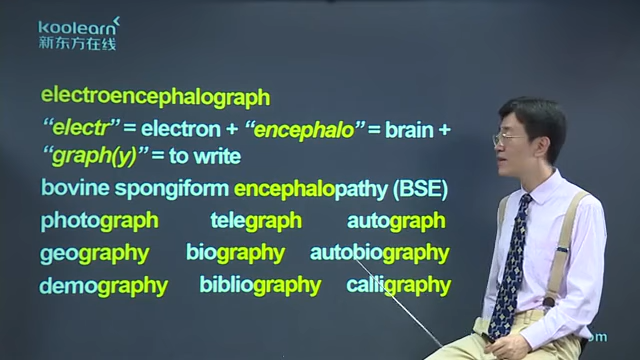 koolearn
新东方在线
electroencephalograph
“electr” = electron + “encephalo” = brain +
“graph(y)” = to write
bovine spongiform encephalopathy (BSE)
photograph telegraph autograph
geography biography autobiography
demography bibliography calligraphy
om